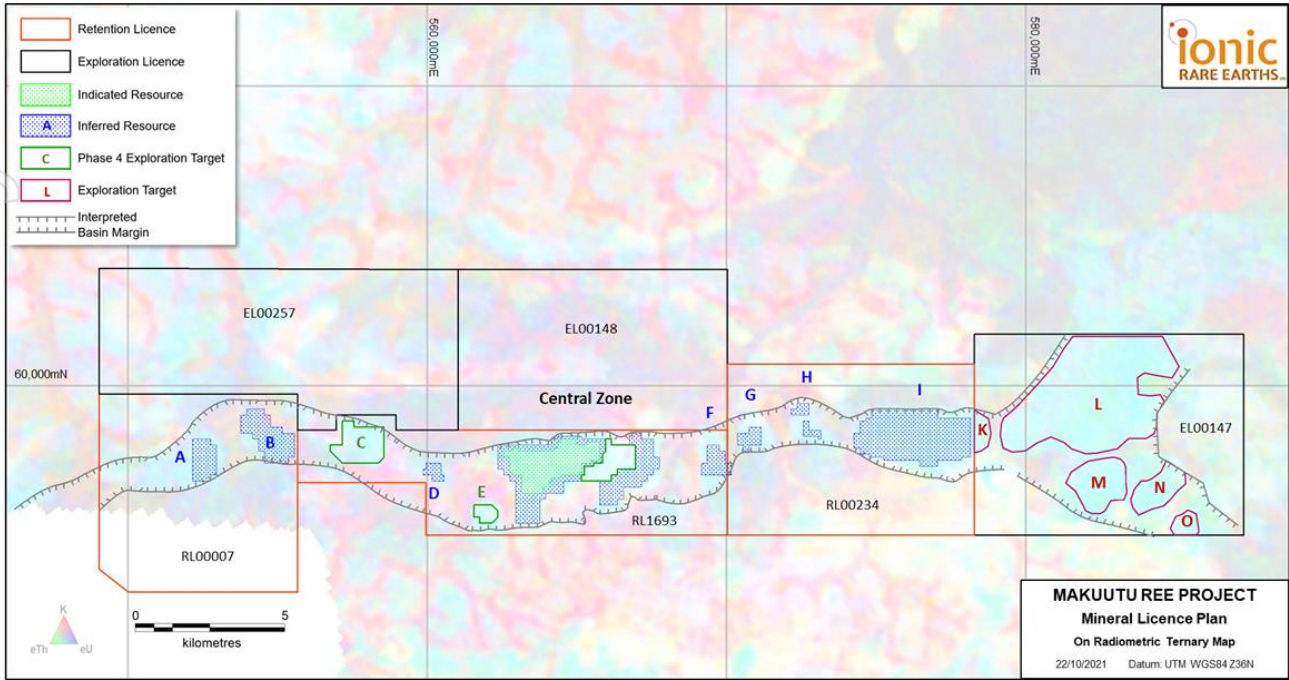 Retention Licence
Exploration Licence
Indicated Resource
A Inferred Resource
C Phase 4 Exploration Target
L Exploration Target
Interpreted
Basin Margin
560,000mE
580,000mE
ionic
RARE EARTHS
EL00257
EL00148
60,000mN
Central Zone
A
B
C
D
E
F
G
H
I
K
L
M
N
O
EL00147
RL00007
RL1693
RL00234
K
eTh eU
0 5
kilometres
MAKUUTU REE PROJECT
Mineral Licence Plan
On Radiometric Ternary Map
22/10/2021 Datum: UTM WGS84 Z36N